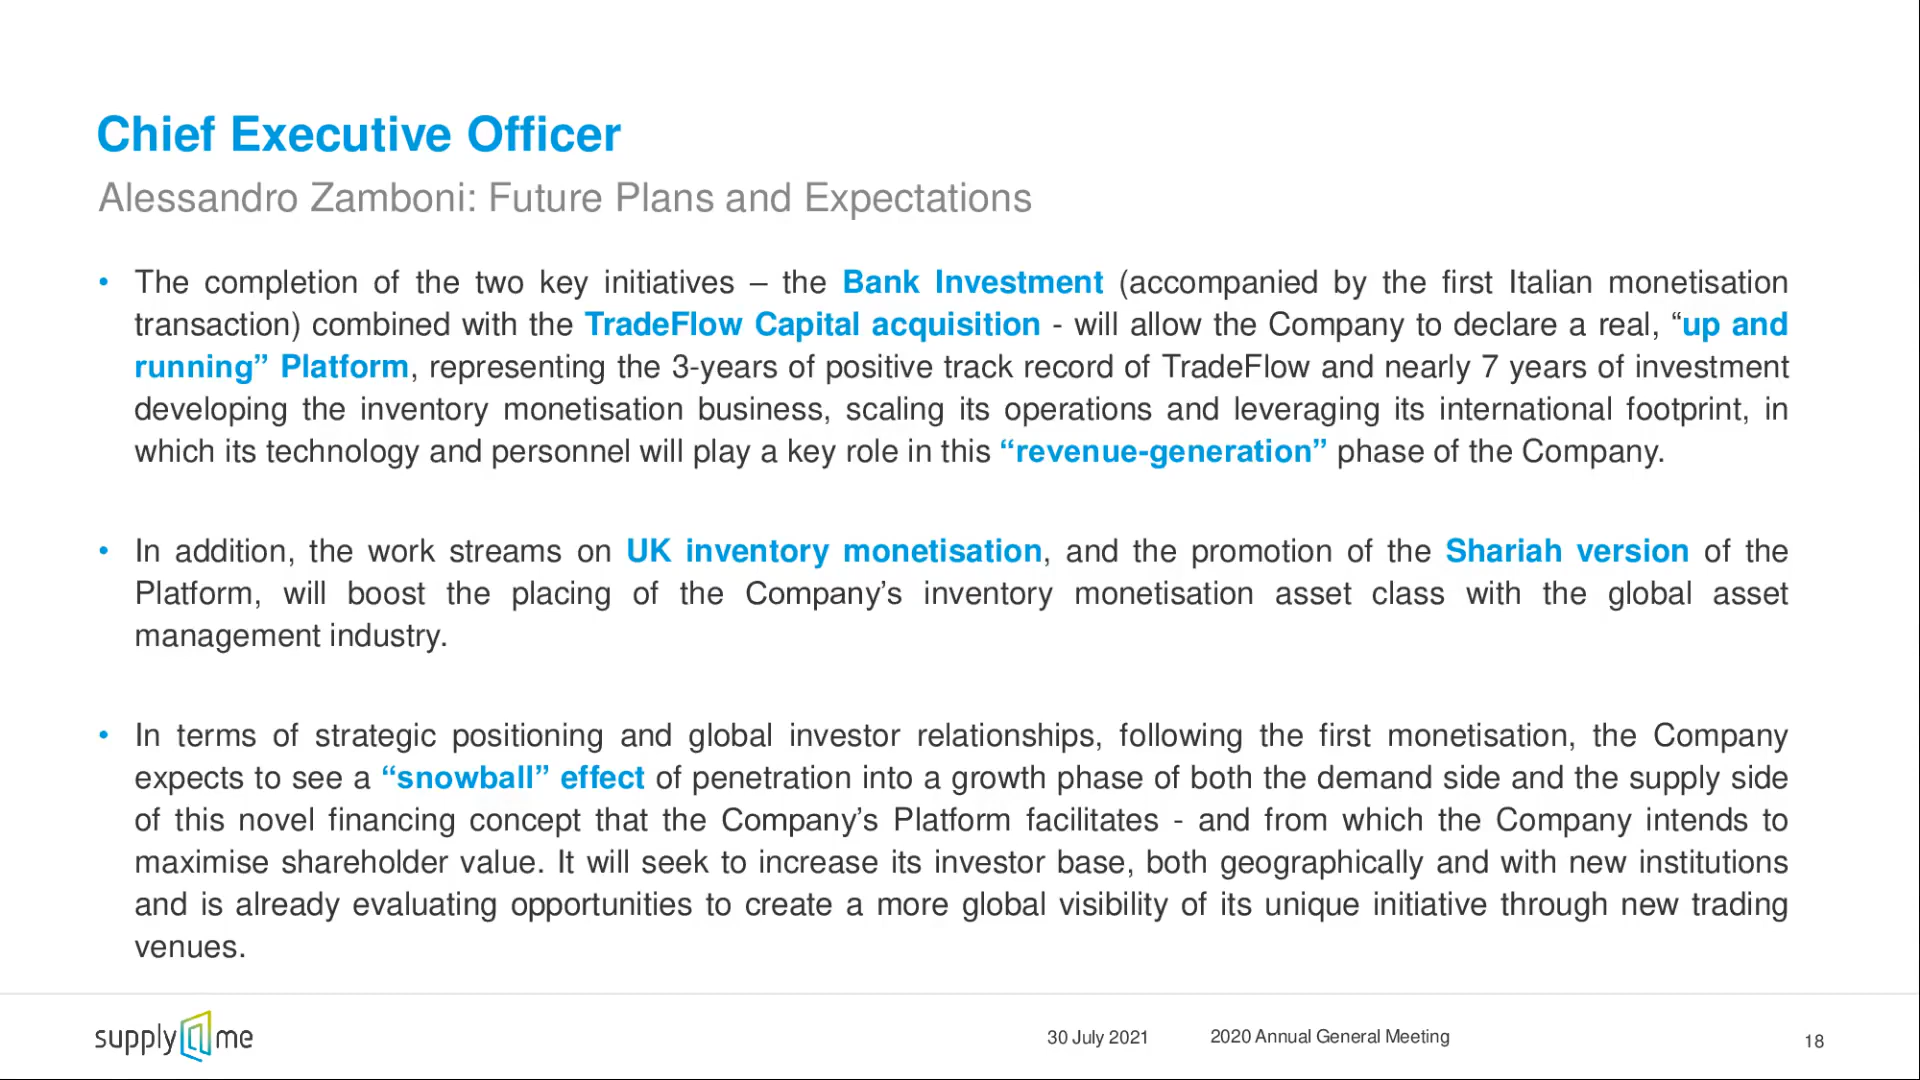 Chief Executive Officer
Alessandro Zamboni: Future Plans and Expectations
• The completion of the two key initiatives – the Bank Investment (accompanied by the first Italian monetisation
transaction) combined with the TradeFlow Capital acquisition - will allow the Company to declare a real, “up and
running” Platform, representing the 3-years of positive track record of TradeFlow and nearly 7 years of investment
developing the inventory monetisation business, scaling its operations and leveraging its international footprint, in
which its technology and personnel will play a key role in this “revenue-generation” phase of the Company.
• In addition, the work streams on UK inventory monetisation, and the promotion of the Shariah version of the
Platform, will boost the placing of the Company’s inventory monetisation asset class with the global asset
management industry.
• In terms of strategic positioning and global investor relationships, following the first monetisation, the Company
expects to see a “snowball” effect of penetration into a growth phase of both the demand side and the supply side
of this novel financing concept that the Company’s Platform facilitates - and from which the Company intends to
maximise shareholder value. It will seek to increase its investor base, both geographically and with new institutions
and is already evaluating opportunities to create a more global visibility of its unique initiative through new trading
venues.
supply me
30 July 2021
2020 Annual General Meeting
18